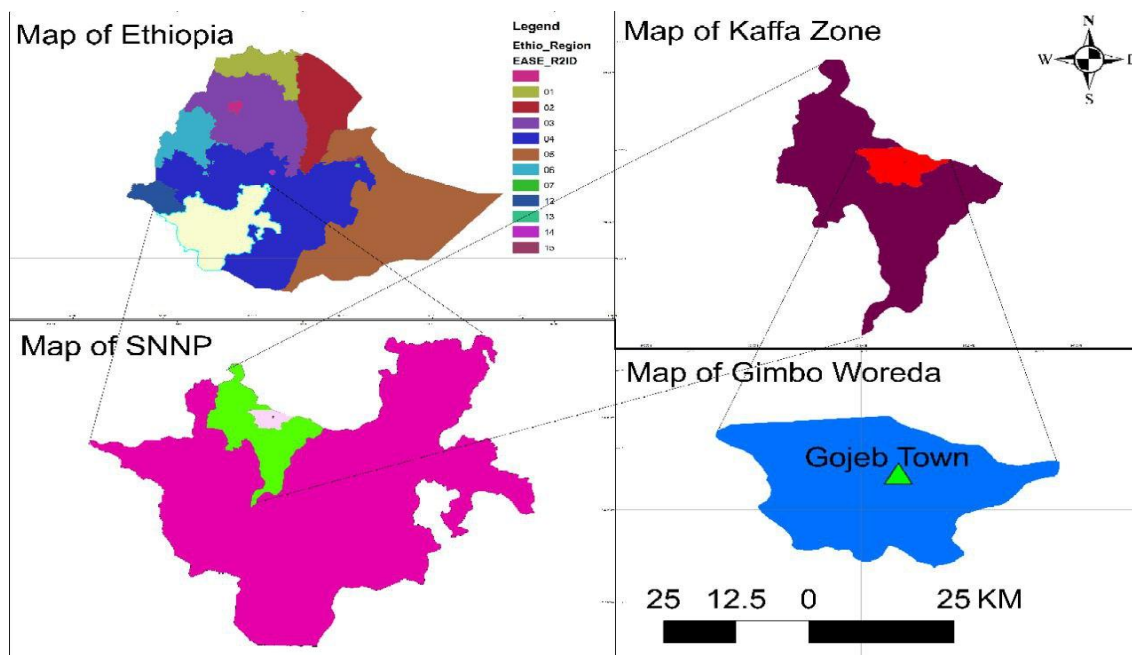 Map of Ethiopia
Legend
Ethio_Region
EASE_R2ID
01
02
03
04
05
06
07
12
13
14
15
Map of Kaffa Zone
N
W
D
S
Map of SNNP
Map of Gimbo Woreda
Gojeb Town
25 12.5 0 25 KM